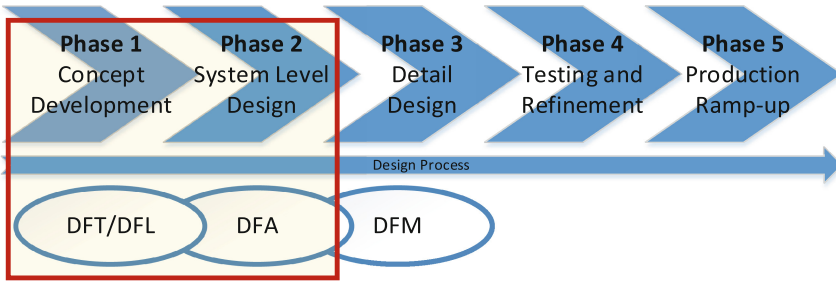 Phase 1
Concept
Development
Phase 2
System Level
Design
Phase 3
Detail
Design
Phase 4
Testing and
Refinement
Phase 5
Production
Ramp-up
Design Process
DFT/DFL
DFA
DFM